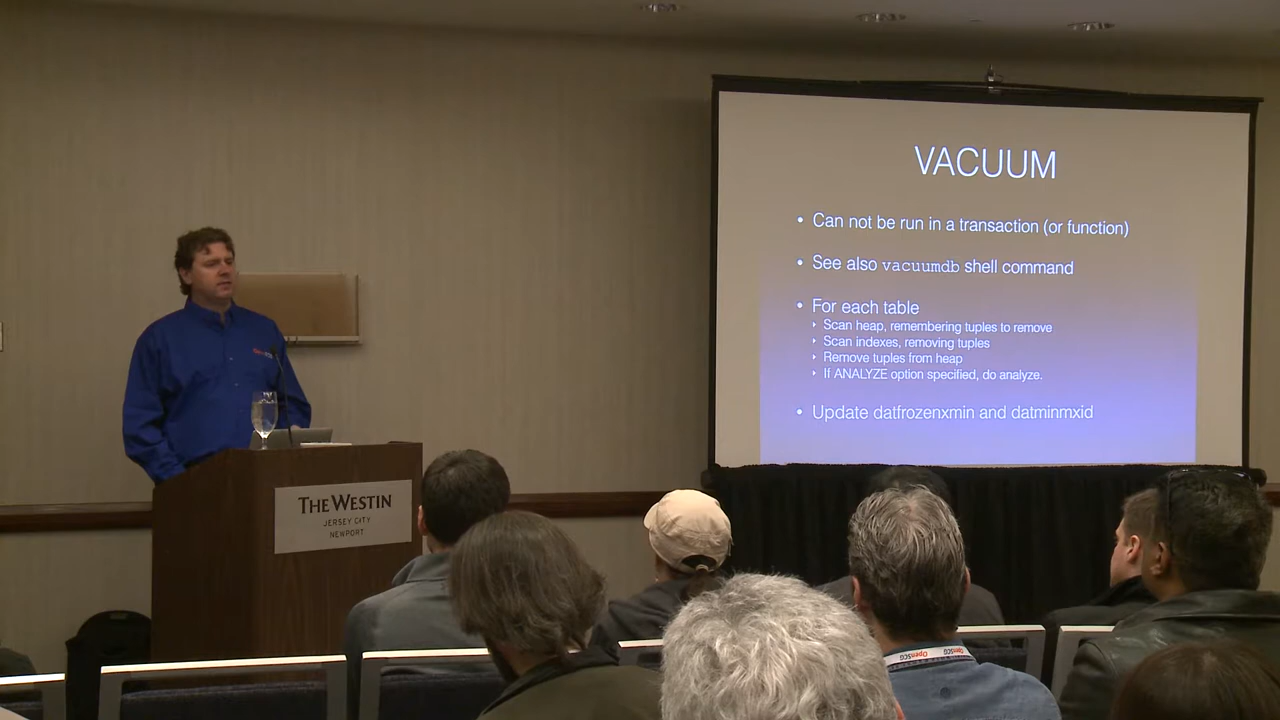 VACUUM
• Can not be run in a transaction (or function)
• See also vacuumdb shell command
• For each table
‣ Scan heap, remembering tuples to remove
‣ Scan indexes, removing tuples
‣ Remove tuples from heap
‣ If ANALYZE option specified, do analyze.
• Update datfrozenxmin and datminmxid
THE WESTIN
JERSEY CITY
NEWPORT
OpenSCG